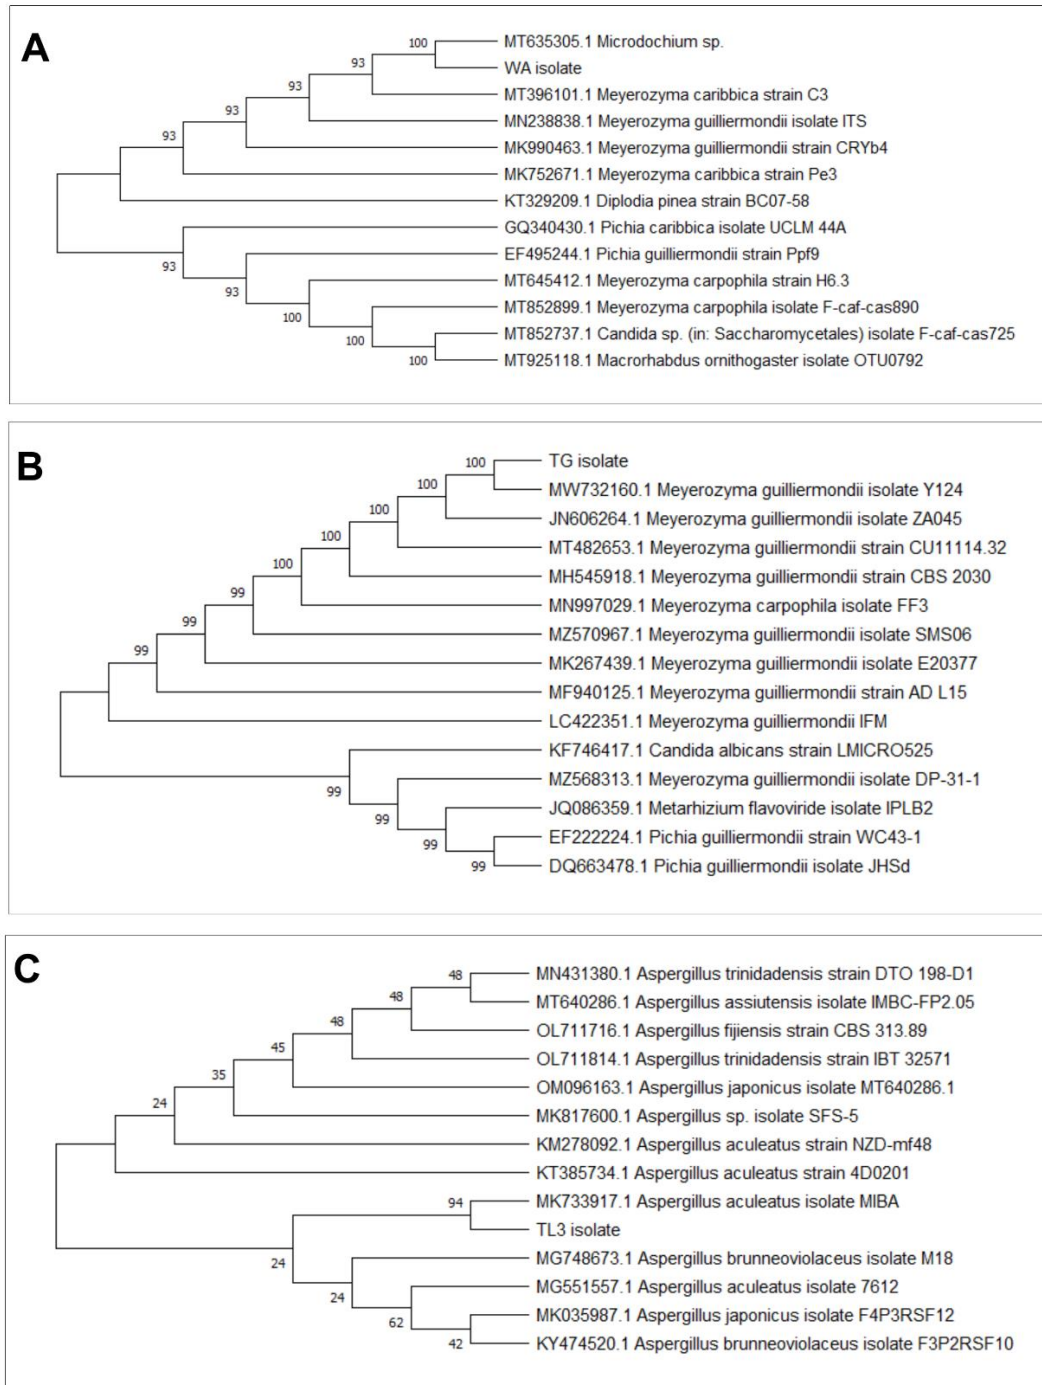 A
100
MT635305.1 Microdochium sp.
WA isolate
93
MT396101.1 Meyerozyma caribbica strain C3
93
MN238838.1 Meyerozyma guilliermondii isolate ITS
93
MK990463.1 Meyerozyma guilliermondii strain CRYb4
93
MK752671.1 Meyerozyma caribbica strain Pe3
KT329209.1 Diplodia pinea strain BC07-58
GQ340430.1 Pichia caribbica isolate UCLM 44A
93
EF495244.1 Pichia guilliermondii strain Ppf9
93
MT645412.1 Meyerozyma carpophila strain H6.3
100
MT852899.1 Meyerozyma carpophila isolate F-caf-cas890
100
MT852737.1 Candida sp. (in: Saccharomycetales) isolate F-caf-cas725
100
MT925118.1 Macrorhabdus ornithogaster isolate OTU0792
B
100
TG isolate
MW732160.1 Meyerozyma guilliermondii isolate Y124
100
JN606264.1 Meyerozyma guilliermondii isolate ZA045
100
MT482653.1 Meyerozyma guilliermondii strain CU11114.32
100
MH545918.1 Meyerozyma guilliermondii strain CBS 2030
100
MN997029.1 Meyerozyma carpophila isolate FF3
99
MZ570967.1 Meyerozyma guilliermondii isolate SMS06
99
MK267439.1 Meyerozyma guilliermondii isolate E20377
99
MF940125.1 Meyerozyma guilliermondii strain AD L15
LC422351.1 Meyerozyma guilliermondii IFM
KF746417.1 Candida albicans strain LMICRO525
99
MZ568313.1 Meyerozyma guilliermondii isolate DP-31-1
99
JQ086359.1 Metarhizium flavoviride isolate IPLB2
99
EF222224.1 Pichia guilliermondii strain WC43-1
99
DQ663478.1 Pichia guilliermondii isolate JHSd
C
48
MN431380.1 Aspergillus trinidadensis strain DTO 198-D1
MT640286.1 Aspergillus assiutensis isolate IMBC-FP2.05
48
OL711716.1 Aspergillus fijiensis strain CBS 313.89
48
OL711814.1 Aspergillus trinidadensis strain IBT 32571
45
OM096163.1 Aspergillus japonicus isolate MT640286.1
35
MK817600.1 Aspergillus sp. isolate SFS-5
24
KM278092.1 Aspergillus aculeatus strain NZD-mf48
KT385734.1 Aspergillus aculeatus strain 4D0201
94
MK733917.1 Aspergillus aculeatus isolate MIBA
TL3 isolate
24
MG748673.1 Aspergillus brunneoviolaceus isolate M18
24
MG551557.1 Aspergillus aculeatus isolate 7612
62
MK035987.1 Aspergillus japonicus isolate F4P3RSF12
42
KY474520.1 Aspergillus brunneoviolaceus isolate F3P2RSF10